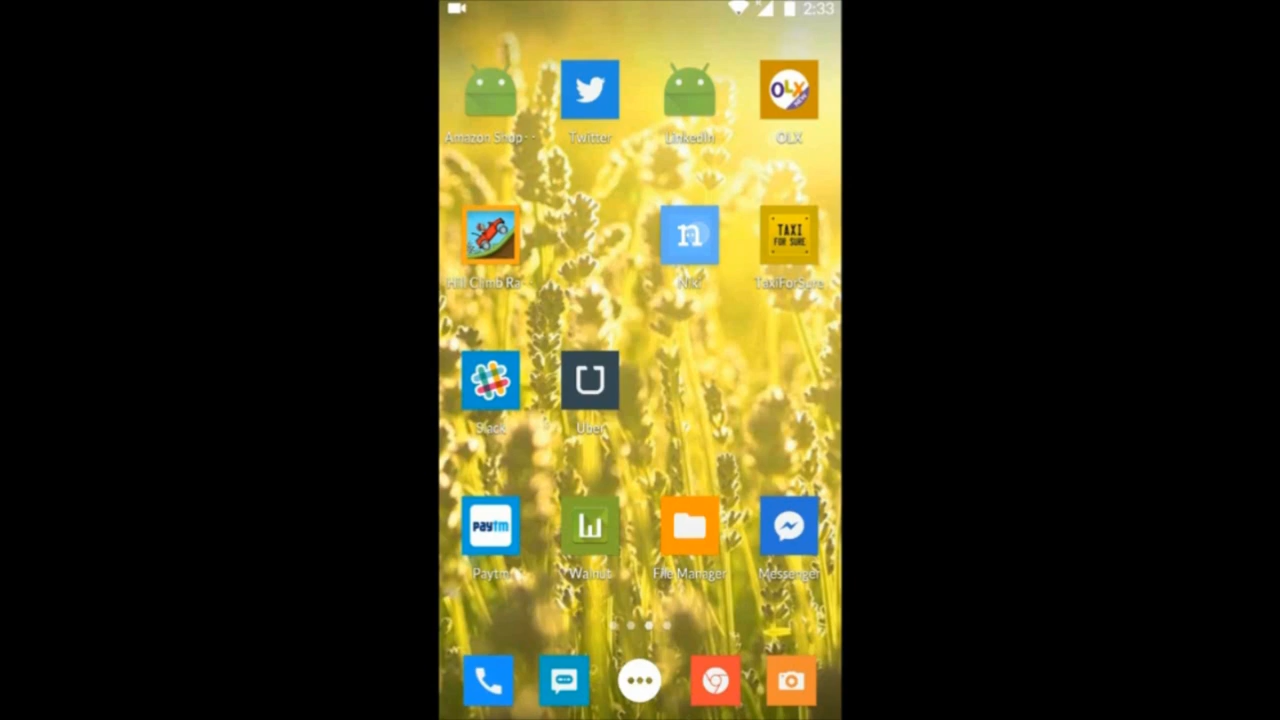 2:33
Amazon Shop··
Twitter
LinkedIn
OLX
OLX
Hill Climb Ra··
n
Nik
TAXI
FOR SURE
TaxiForSure
Slack
Uber
Paytm
Paytm
Walnut
File Manager
Messenger